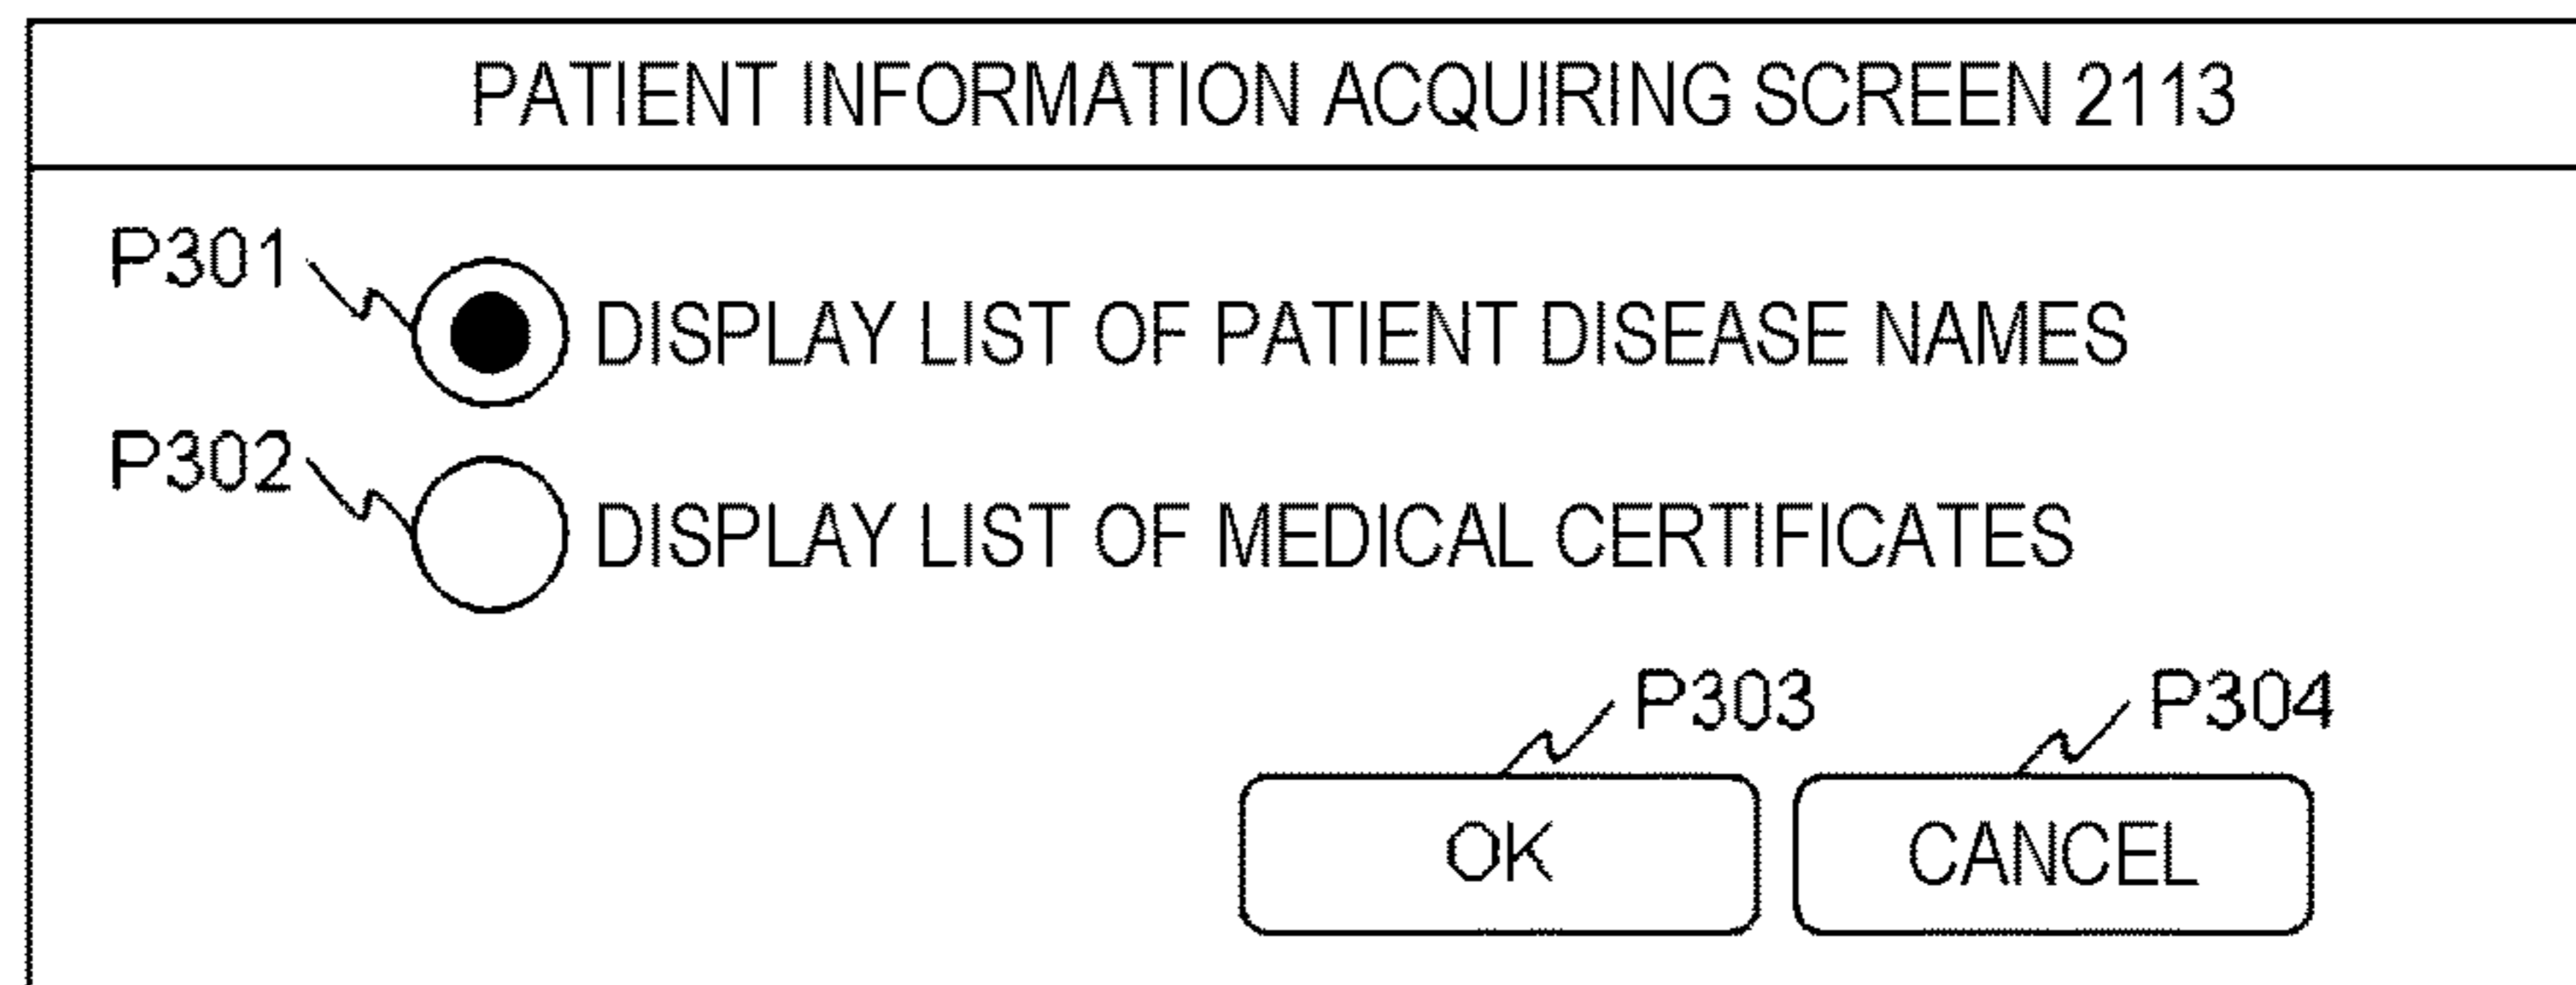 PATIENT INFORMATION ACQUIRING SCREEN 2113
P301
DISPLAY LIST OF PATIENT DISEASE NAMES
P302
DISPLAY LIST OF MEDICAL CERTIFICATES
P303 P304
OK CANCEL